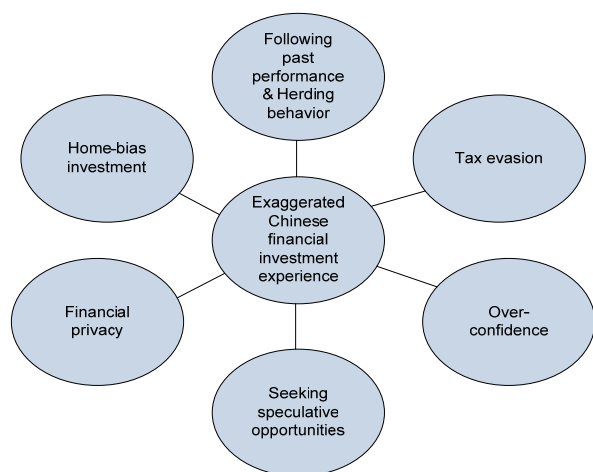 Following
past
performance
& Herding
behavior
Home-bias
investment
Tax evasion
Exaggerated
Chinese
financial
investment
experience
Financial
privacy
Over-
confidence
Seeking
speculative
opportunities